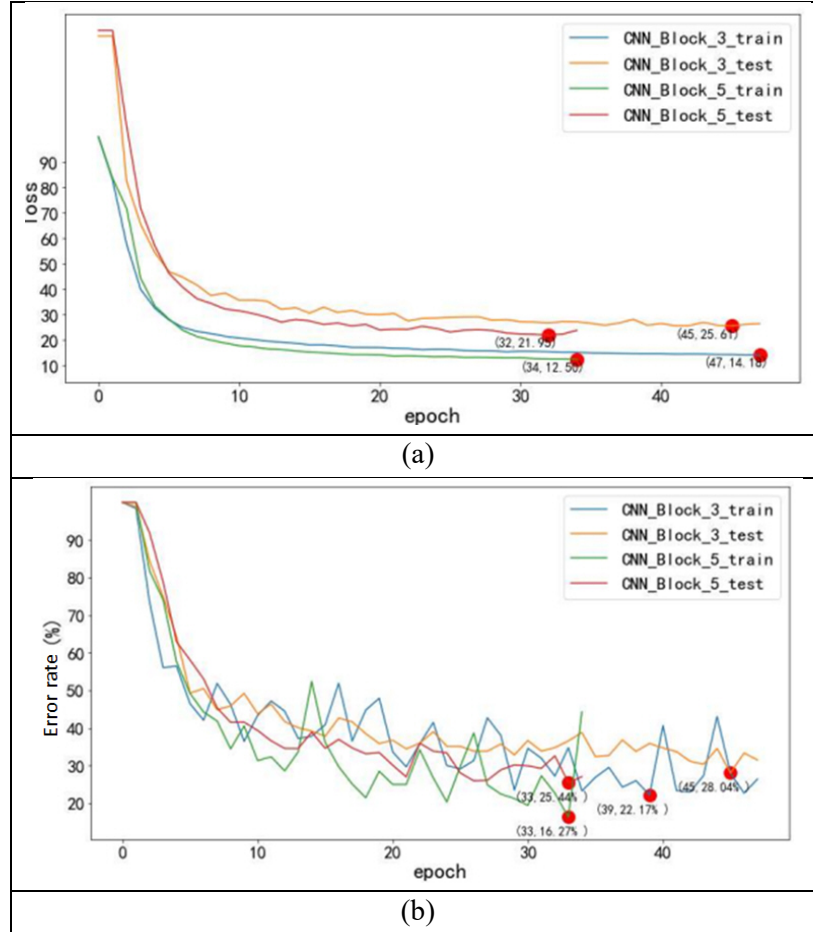 CNN_Block_3_train
CNN_Block_3_test
CNN_Block_5_train
CNN_Block_5_test
90
80
70
60
50
40
30
20
10
loss
(32,21.95)
(34,12.50)
(45,25.61)
(47,14.18)
0 10 20 30 40
epoch
(a)
CNN_Block_3_train
CNN_Block_3_test
CNN_Block_5_train
CNN_Block_5_test
90
80
70
60
50
40
30
20
Error rate (%)
(33,25.44% )
(33,16.27% )
(39,22.17% )
(45,28.04% )
0 10 20 30 40
epoch
(b)